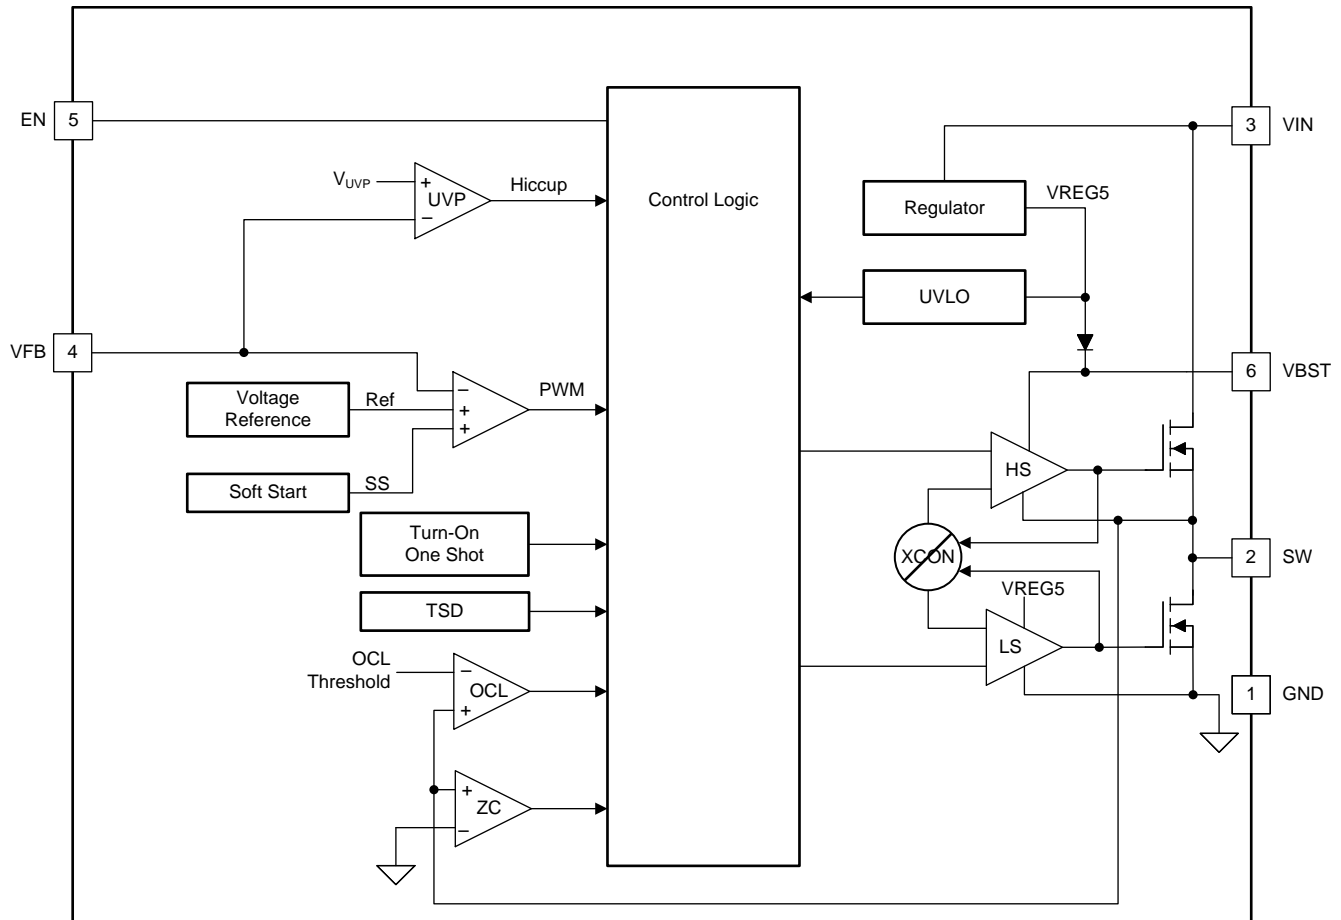 EN
5
V_UVP
+
UVP
−
Hiccup
Control Logic
3
VIN
Regulator
VREG5
UVLO
VFB
4
Voltage
Reference
Ref
−
+
+
PWM
6
VBST
Soft Start
SS
HS
Turn-On
One Shot
XCON
2
SW
TSD
VREG5
LS
OCL
Threshold
−
OCL
+
1
GND
+
ZC
−